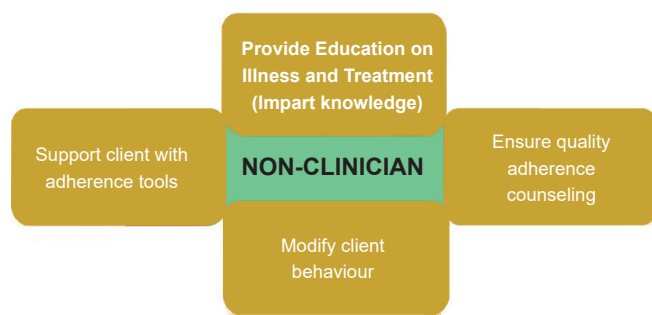 Provide Education on
Illness and Treatment
(Impart knowledge)
Support client with
adherence tools
NON-CLINICIAN
Ensure quality
adherence
counseling
Modify client
behaviour